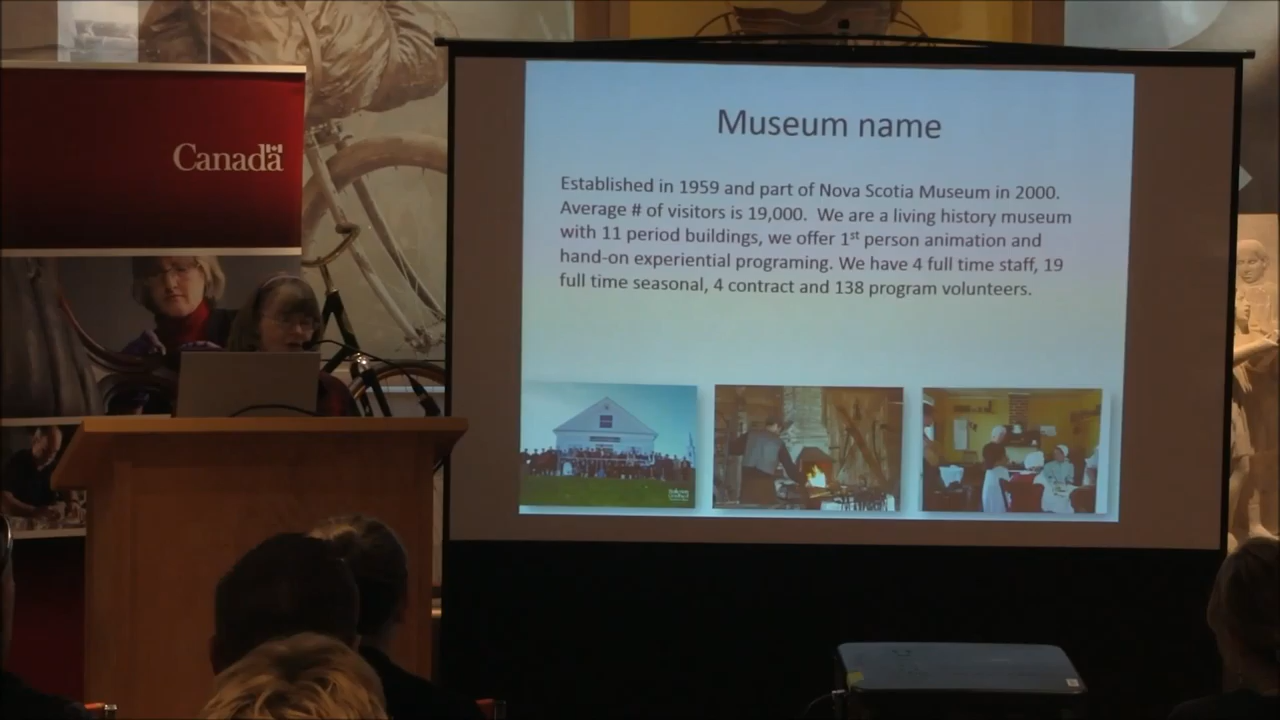 Canada
Museum name
Established in 1959 and part of Nova Scotia Museum in 2000.
Average # of visitors is 19,000. We are a living history museum
with 11 period buildings, we offer 1st person animation and
hand-on experiential programing. We have 4 full time staff, 19
full time seasonal, 4 contract and 138 program volunteers.